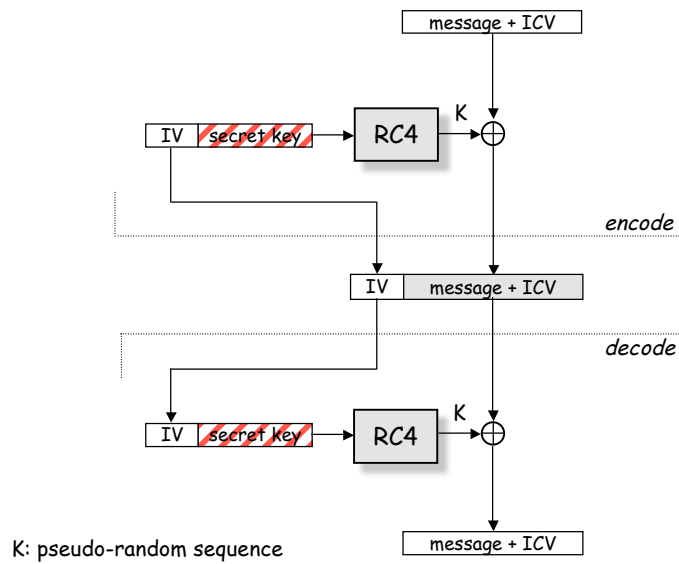 message + ICV
K
IV secret key RC4
encode
IV message + ICV
decode
K
IV secret key RC4
message + ICV
K: pseudo-random sequence